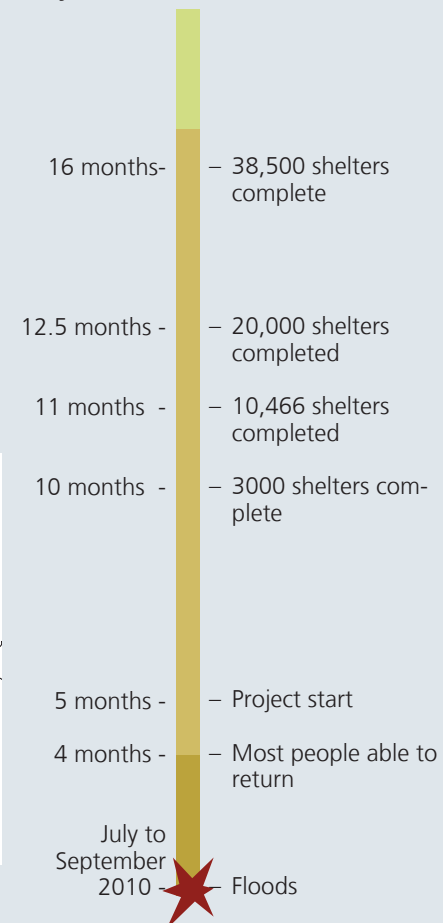 16 months- – 38,500 shelters
complete
12.5 months - – 20,000 shelters
completed
11 months - – 10,466 shelters
completed
10 months - – 3000 shelters com-
plete
5 months - – Project start
4 months - – Most people able to
return
July to
September
2010 - – Floods